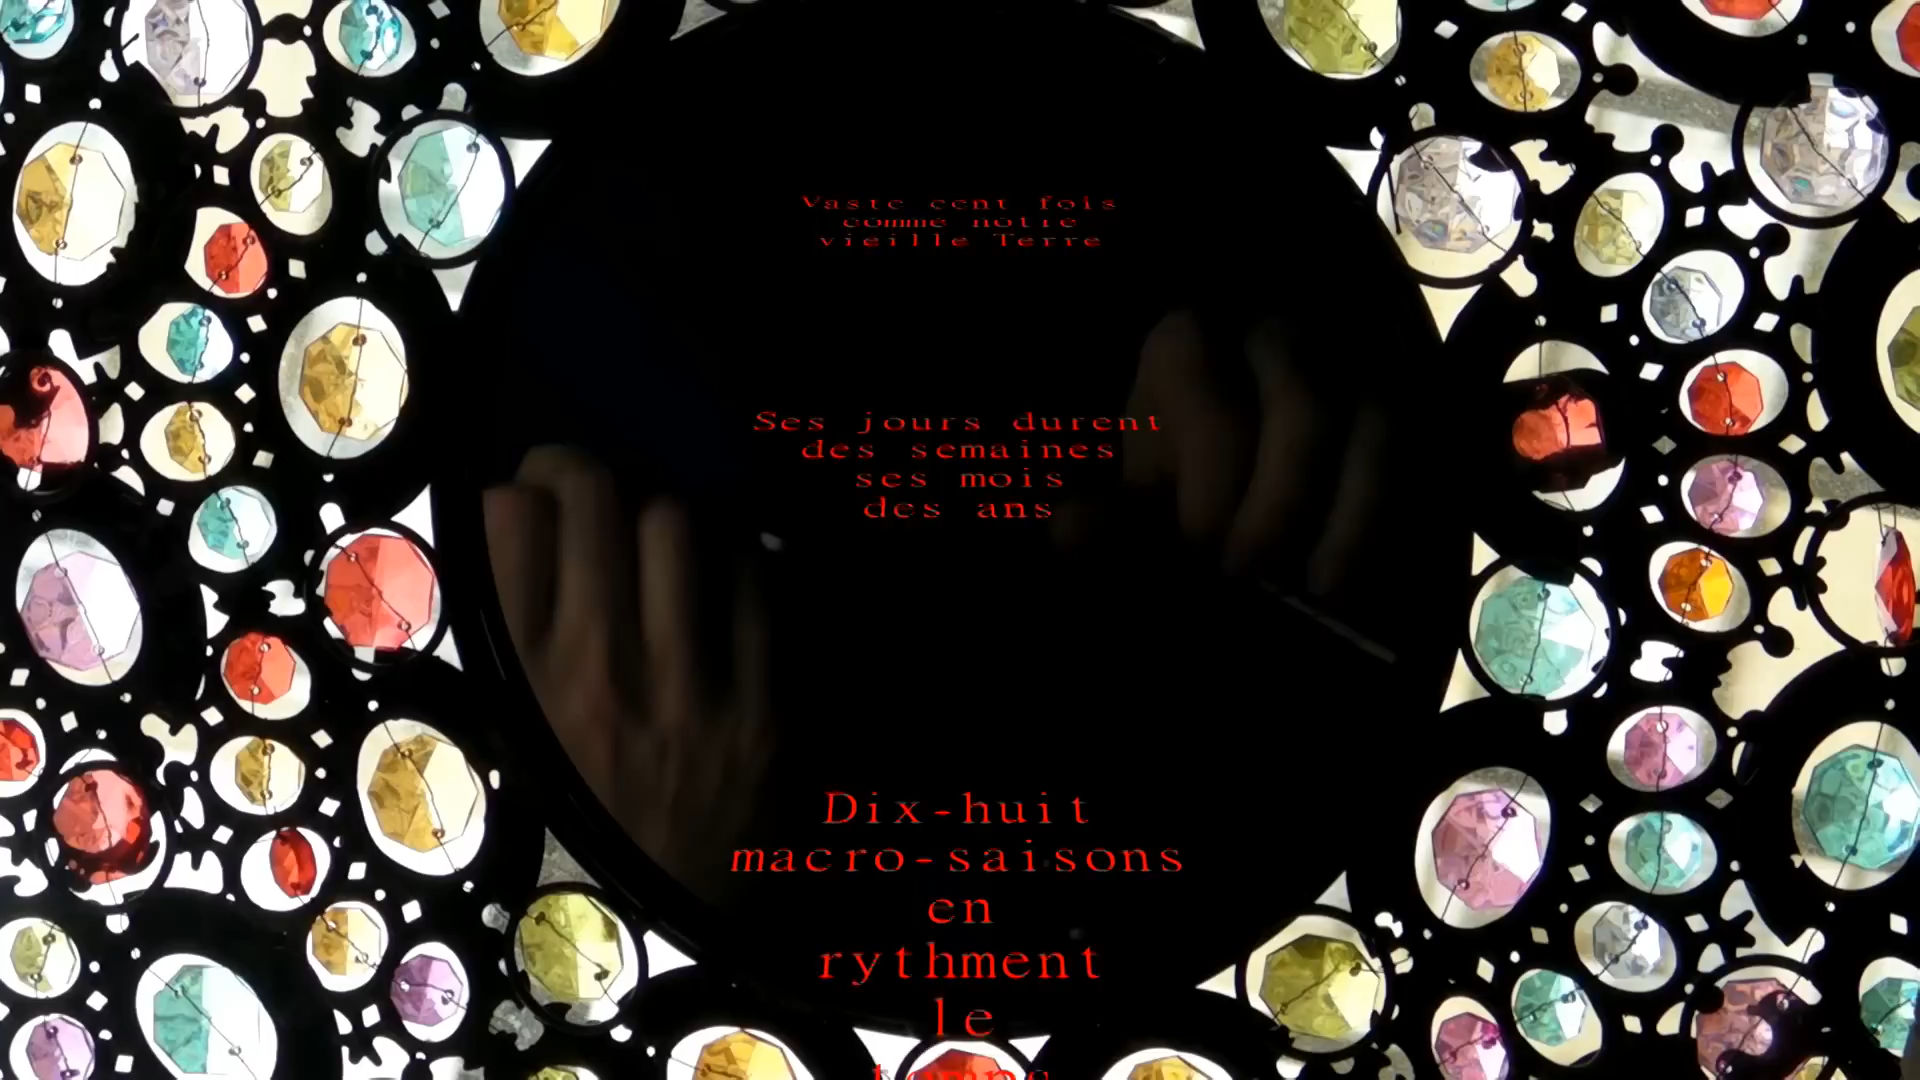 Vaste cent fois
comme notre
vieille Terre
Ses jours durent
des semaines
ses mois
des ans
Dix-huit
macro-saisons
en
rythment
le
temps